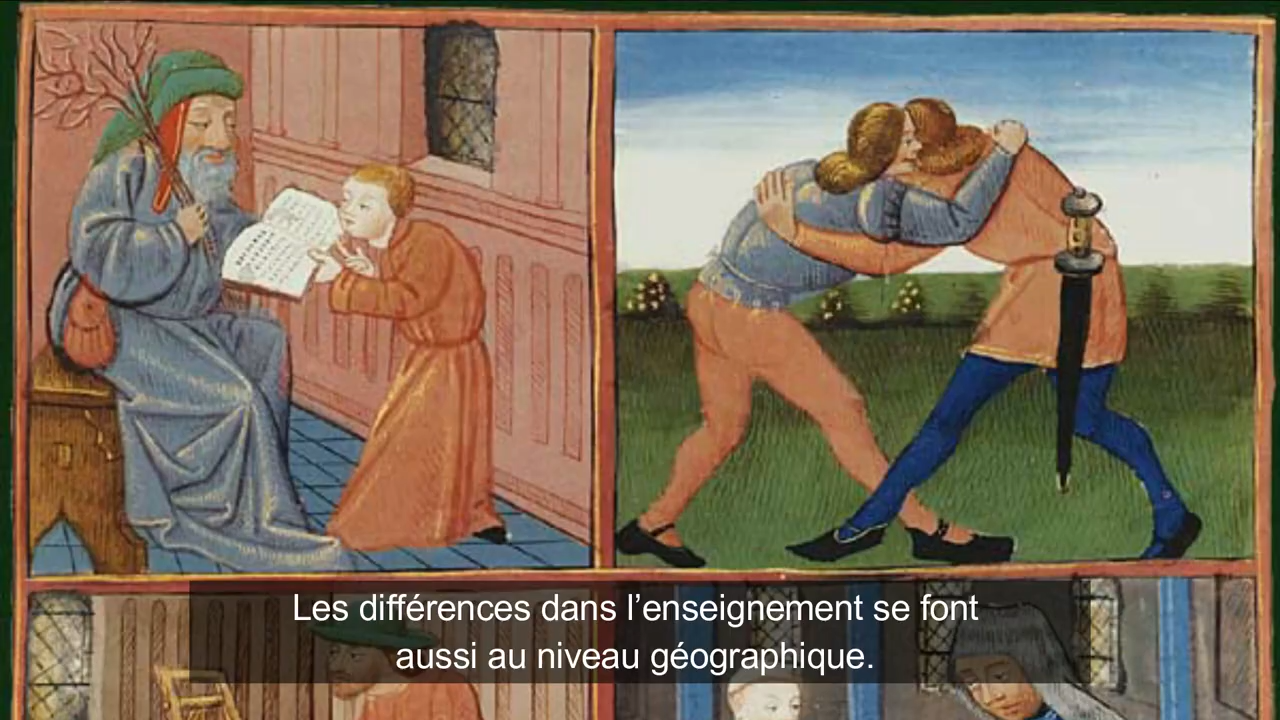 Les différences dans l’enseignement se font
aussi au niveau géographique.